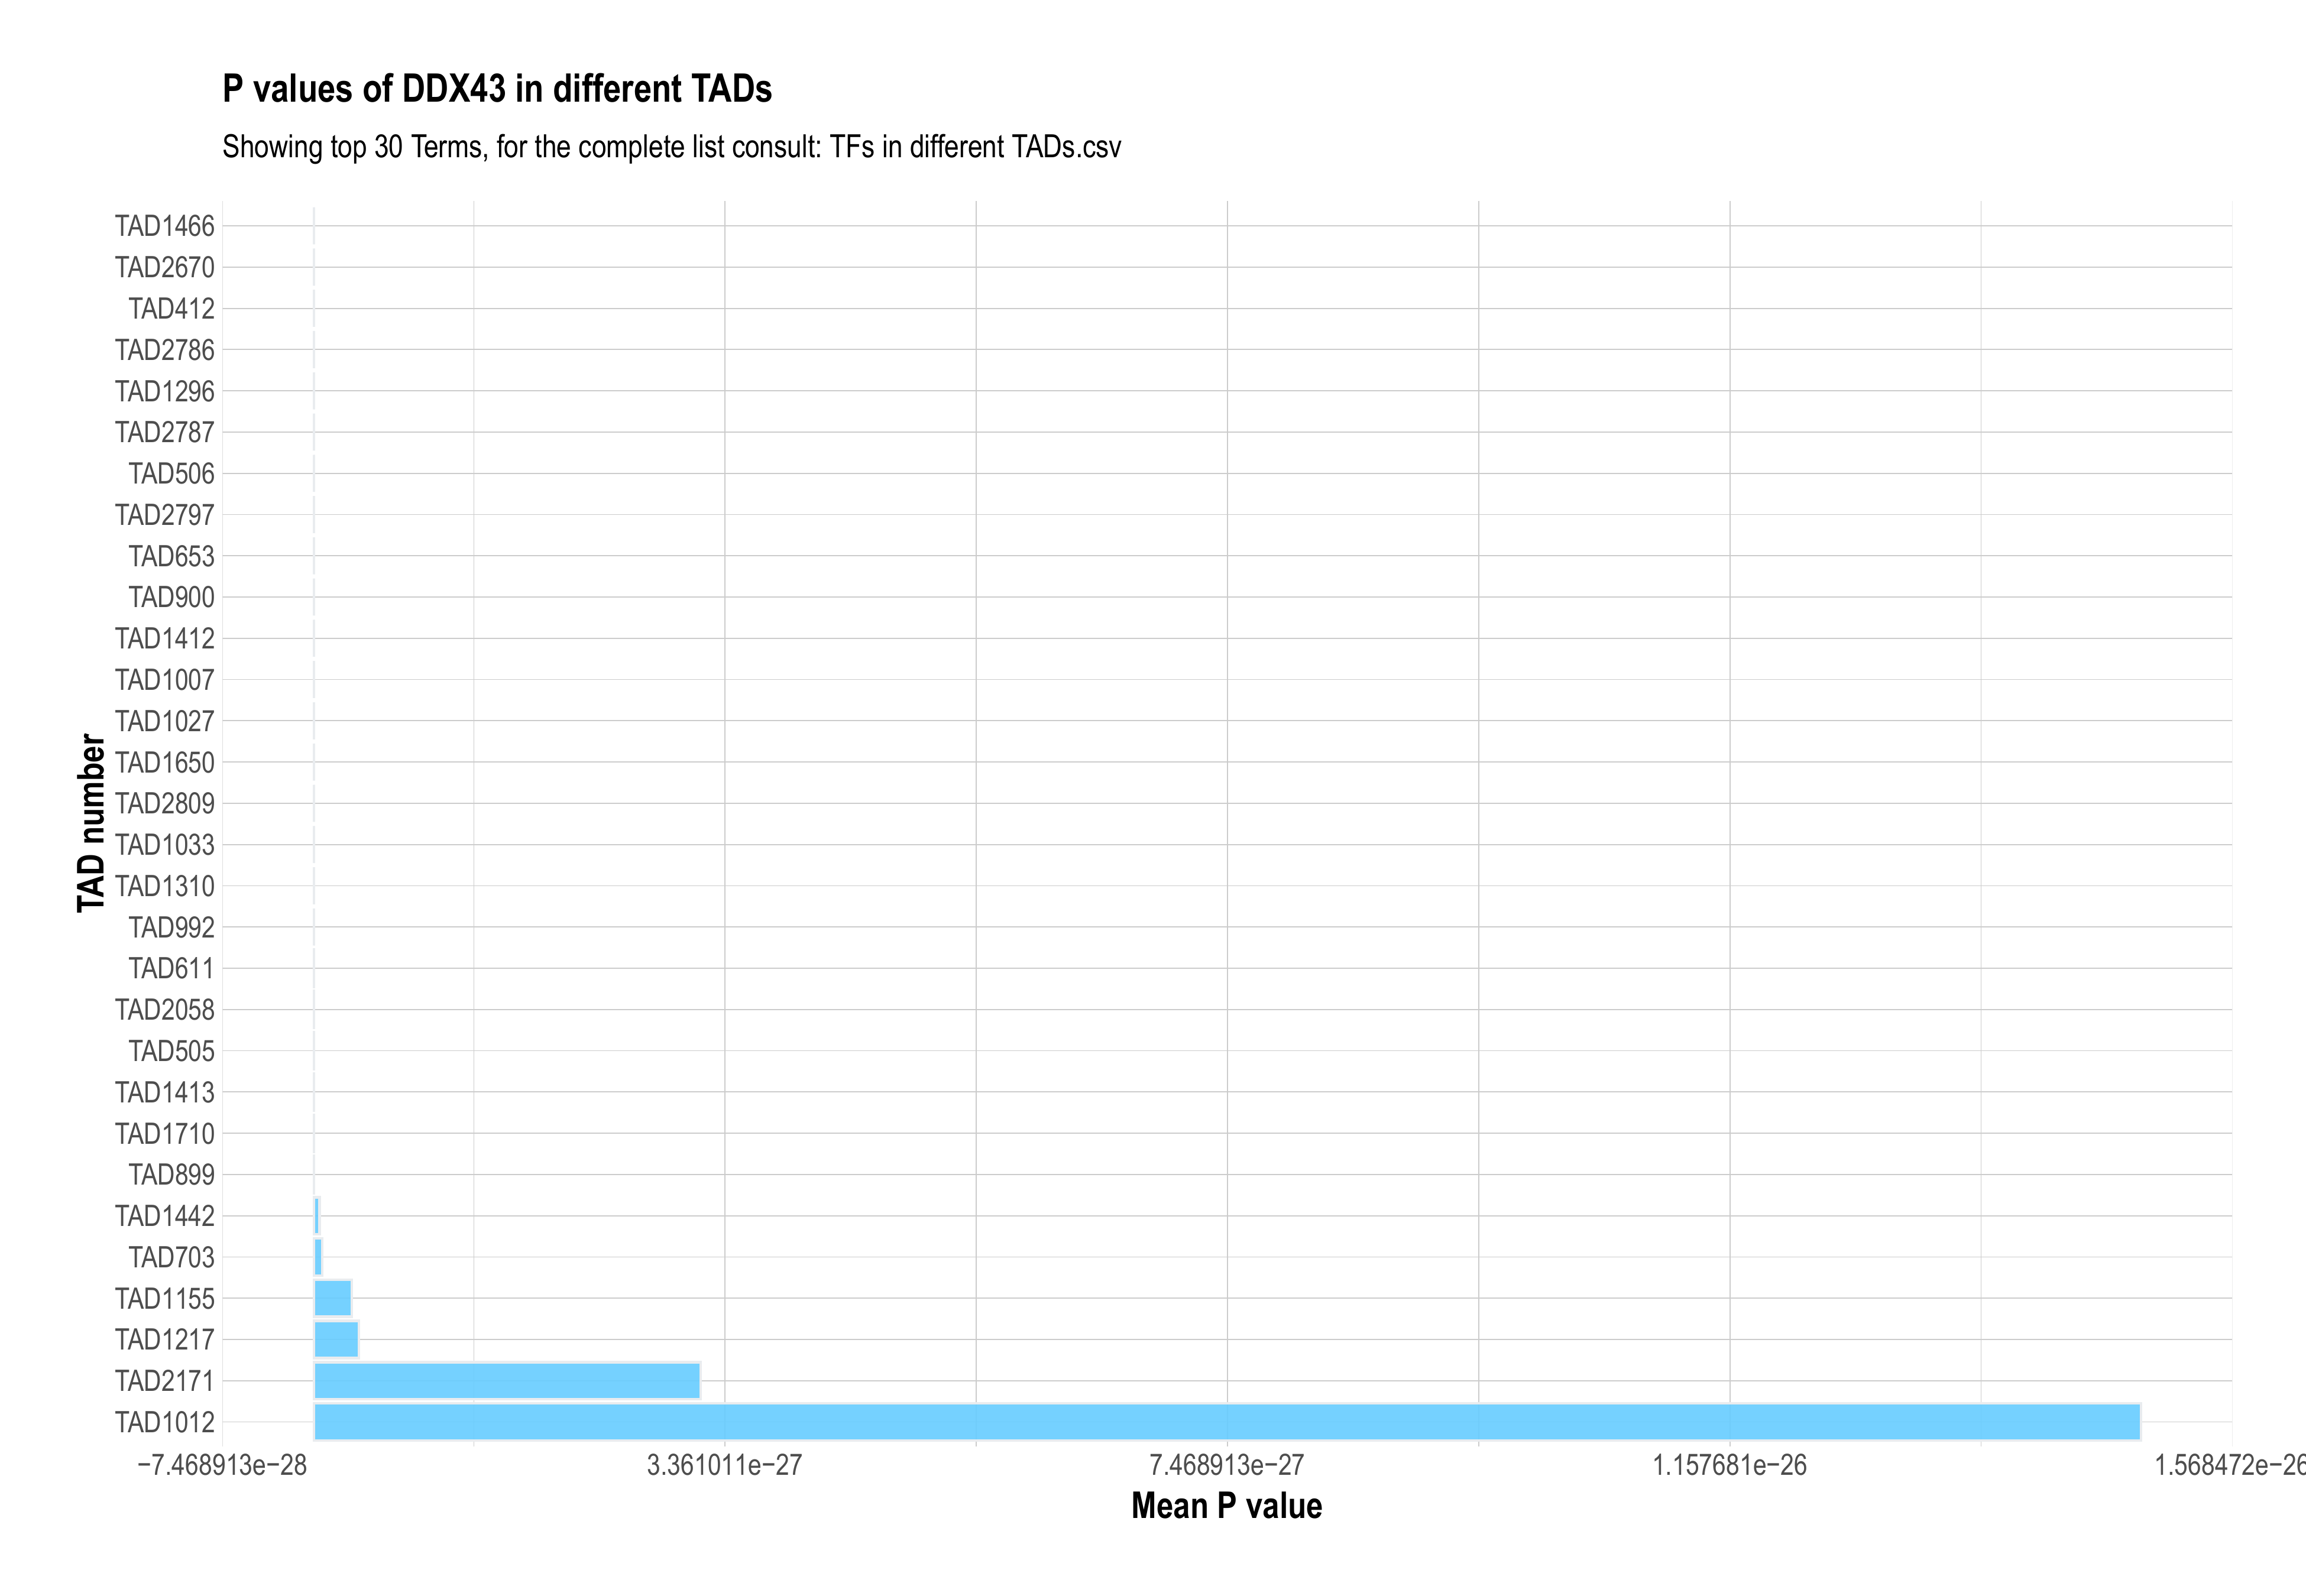 P values of DDX43 in different TADs
Showing top 30 Terms, for the complete list consult: TFs in different TADs.csv
TAD number
TAD1466
TAD2670
TAD412
TAD2786
TAD1296
TAD2787
TAD506
TAD2797
TAD653
TAD900
TAD1412
TAD1007
TAD1027
TAD1650
TAD2809
TAD1033
TAD1310
TAD992
TAD611
TAD2058
TAD505
TAD1413
TAD1710
TAD899
TAD1442
TAD703
TAD1155
TAD1217
TAD2171
TAD1012
−7.468913e−28 3.361011e−27 7.468913e−27 1.157681e−26 1.568472e−26
Mean P value